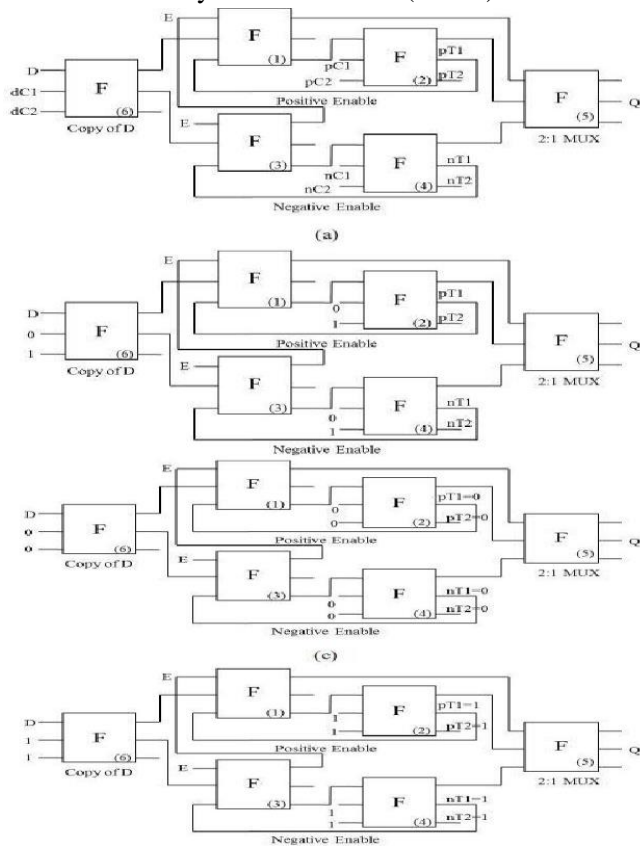 E
F
(1)
pC1
pC2
F
(2)
pT1
pT2
Positive Enable
D
dC1
dC2
F
(6)
Copy of D
E
F
(3)
nC1
nC2
F
(4)
nT1
nT2
Negative Enable
F
(5)
Q
2:1 MUX
(a)
E
F
(1)
0
1
F
(2)
pT1
pT2
Positive Enable
D
0
1
F
(6)
Copy of D
E
F
(3)
0
1
F
(4)
nT1
nT2
Negative Enable
F
(5)
Q
2:1 MUX
E
F
(1)
0
0
F
(2)
pT1=0
pT2=0
Positive Enable
D
0
0
F
(6)
Copy of D
E
F
(3)
0
0
F
(4)
nT1=0
nT2=0
Negative Enable
F
(5)
Q
2:1 MUX
(c)
E
F
(1)
1
1
F
(2)
pT1=1
pT2=1
Positive Enable
D
1
1
F
(6)
Copy of D
E
F
(3)
1
1
F
(4)
nT1=1
nT2=1
Negative Enable
F
(5)
Q
2:1 MUX